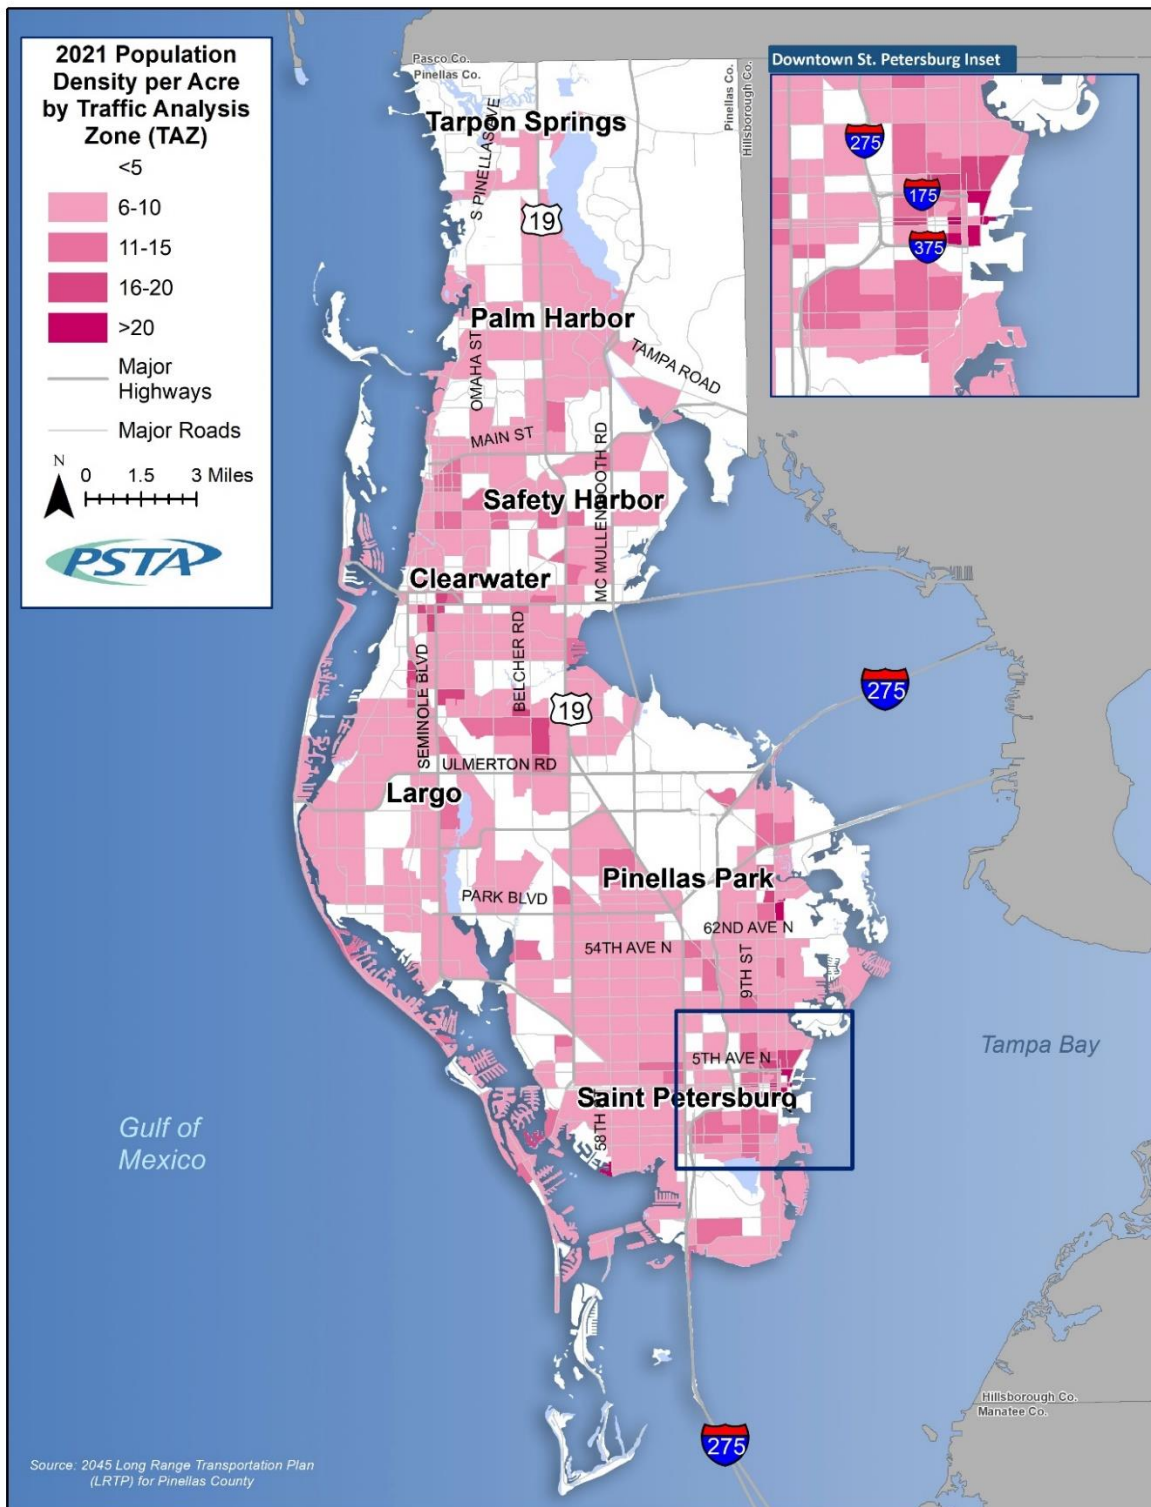 2021 Population
Density per Acre
by Traffic Analysis
Zone (TAZ)
<5
6-10
11-15
16-20
>20
Major
Highways
Major Roads
N
0 1.5 3 Miles
PSTA
Pasco Co.
Pinellas Co.
Pinellas Co.
Hillsborough Co.
Downtown St. Petersburg Inset
275
175
375
Tarpon Springs
S PINELLAS AVE
19
Palm Harbor
OMAHA ST
TAMPA ROAD
MAIN ST
MC MULLEN BOOTH RD
Safety Harbor
Clearwater
BELCHER RD
SEMINOLE BLVD
19
275
ULMERTON RD
Largo
Pinellas Park
PARK BLVD
62ND AVE N
54TH AVE N
9TH ST
5TH AVE N
Saint Petersburg
58TH ST
Tampa Bay
Gulf of
Mexico
Hillsborough Co.
Manatee Co.
275
Source: 2045 Long Range Transportation Plan
(LRTP) for Pinellas County